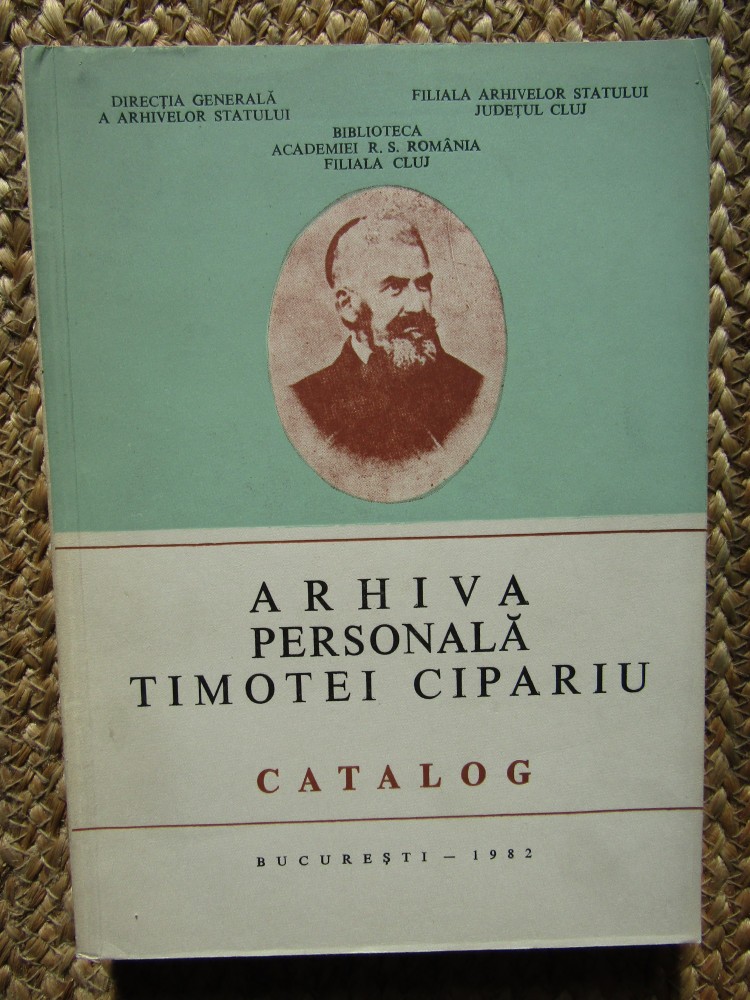 DIRECȚIA GENERALĂ
A ARHIVELOR STATULUI
FILIALA ARHIVELOR STATULUI
JUDEȚUL CLUJ
BIBLIOTECA
ACADEMIEI R. S. ROMÂNIA
FILIALA CLUJ
ARHIVA
PERSONALĂ
TIMOTEI CIPARIU
CATALOG
BUCUREȘTI — 1982